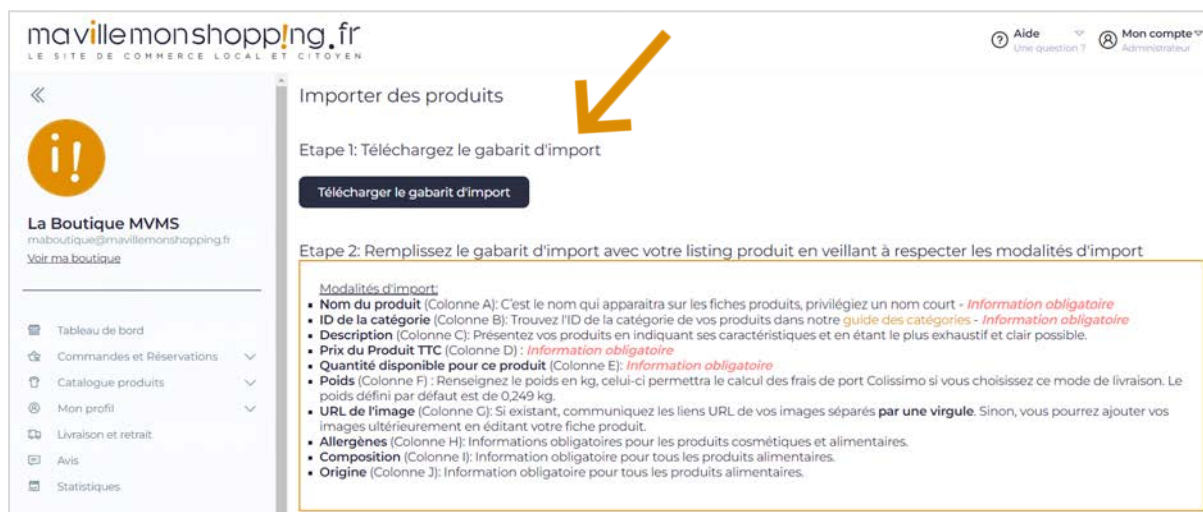 mavillemonshopp!ng.fr
LE SITE DE COMMERCE LOCAL ET CITOYEN
Aide
Une question ?
Mon compte
Administrateur
i!
La Boutique MVMS
maboutique@mavillemonshopping.fr
Voir ma boutique
Tableau de bord
Commandes et Réservations
Catalogue produits
Mon profil
Livraison et retrait
Avis
Statistiques
Importer des produits
Etape 1: Téléchargez le gabarit d'import
Télécharger le gabarit d'import
Etape 2: Remplissez le gabarit d'import avec votre listing produit en veillant à respecter les modalités d'import
Modalités d'import:
▪ Nom du produit (Colonne A): C'est le nom qui apparaitra sur les fiches produits, privilégiez un nom court - Information obligatoire
▪ ID de la catégorie (Colonne B): Trouvez l'ID de la catégorie de vos produits dans notre guide des catégories - Information obligatoire
▪ Description (Colonne C): Présentez vos produits en indiquant ses caractéristiques et en étant le plus exhaustif et clair possible.
▪ Prix du Produit TTC (Colonne D) : Information obligatoire
▪ Quantité disponible pour ce produit (Colonne E): Information obligatoire
▪ Poids (Colonne F) : Renseignez le poids en kg, celui-ci permettra le calcul des frais de port Colissimo si vous choisissez ce mode de livraison. Le
poids défini par défaut est de 0,249 kg.
▪ URL de l'image (Colonne G): Si existant, communiquez les liens URL de vos images séparés par une virgule. Sinon, vous pourrez ajouter vos
images ultérieurement en éditant votre fiche produit.
▪ Allergènes (Colonne H): Informations obligatoires pour les produits cosmétiques et alimentaires.
▪ Composition (Colonne I): Information obligatoire pour tous les produits alimentaires.
▪ Origine (Colonne J): Information obligatoire pour tous les produits alimentaires.